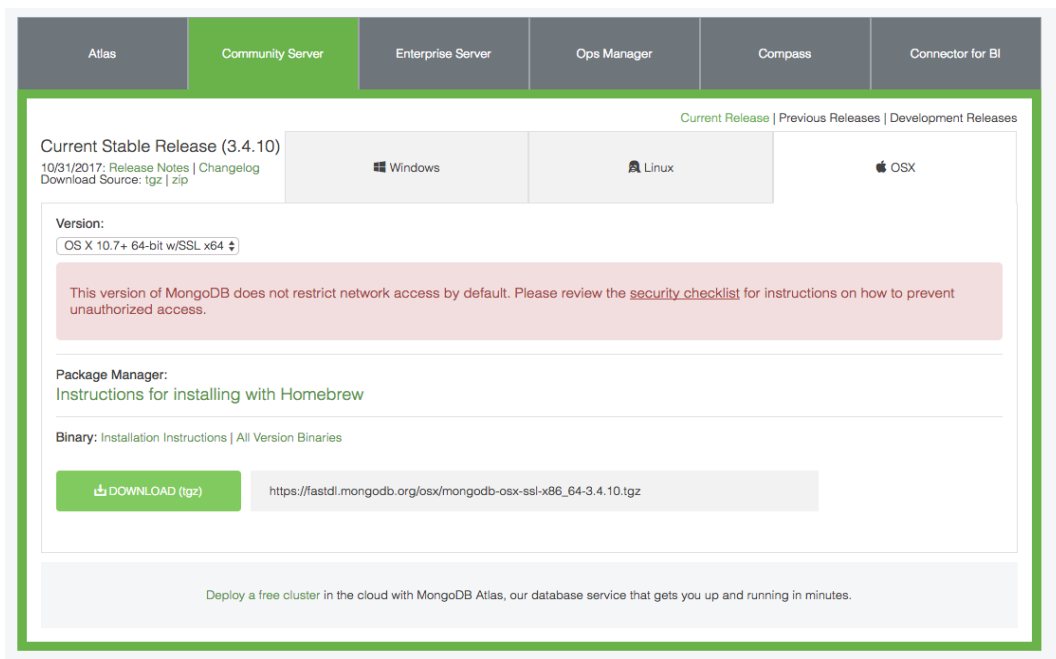 Atlas
Community Server
Enterprise Server
Ops Manager
Compass
Connector for BI
Current Release | Previous Releases | Development Releases
Current Stable Release (3.4.10)
10/31/2017: Release Notes | Changelog
Download Source: tgz | zip
Windows
Linux
OSX
Version:
OS X 10.7+ 64-bit w/SSL x64
This version of MongoDB does not restrict network access by default. Please review the security checklist for instructions on how to prevent
unauthorized access.
Package Manager:
Instructions for installing with Homebrew
Binary: Installation Instructions | All Version Binaries
DOWNLOAD (tgz)
https://fastdl.mongodb.org/osx/mongodb-osx-ssl-x86_64-3.4.10.tgz
Deploy a free cluster in the cloud with MongoDB Atlas, our database service that gets you up and running in minutes.